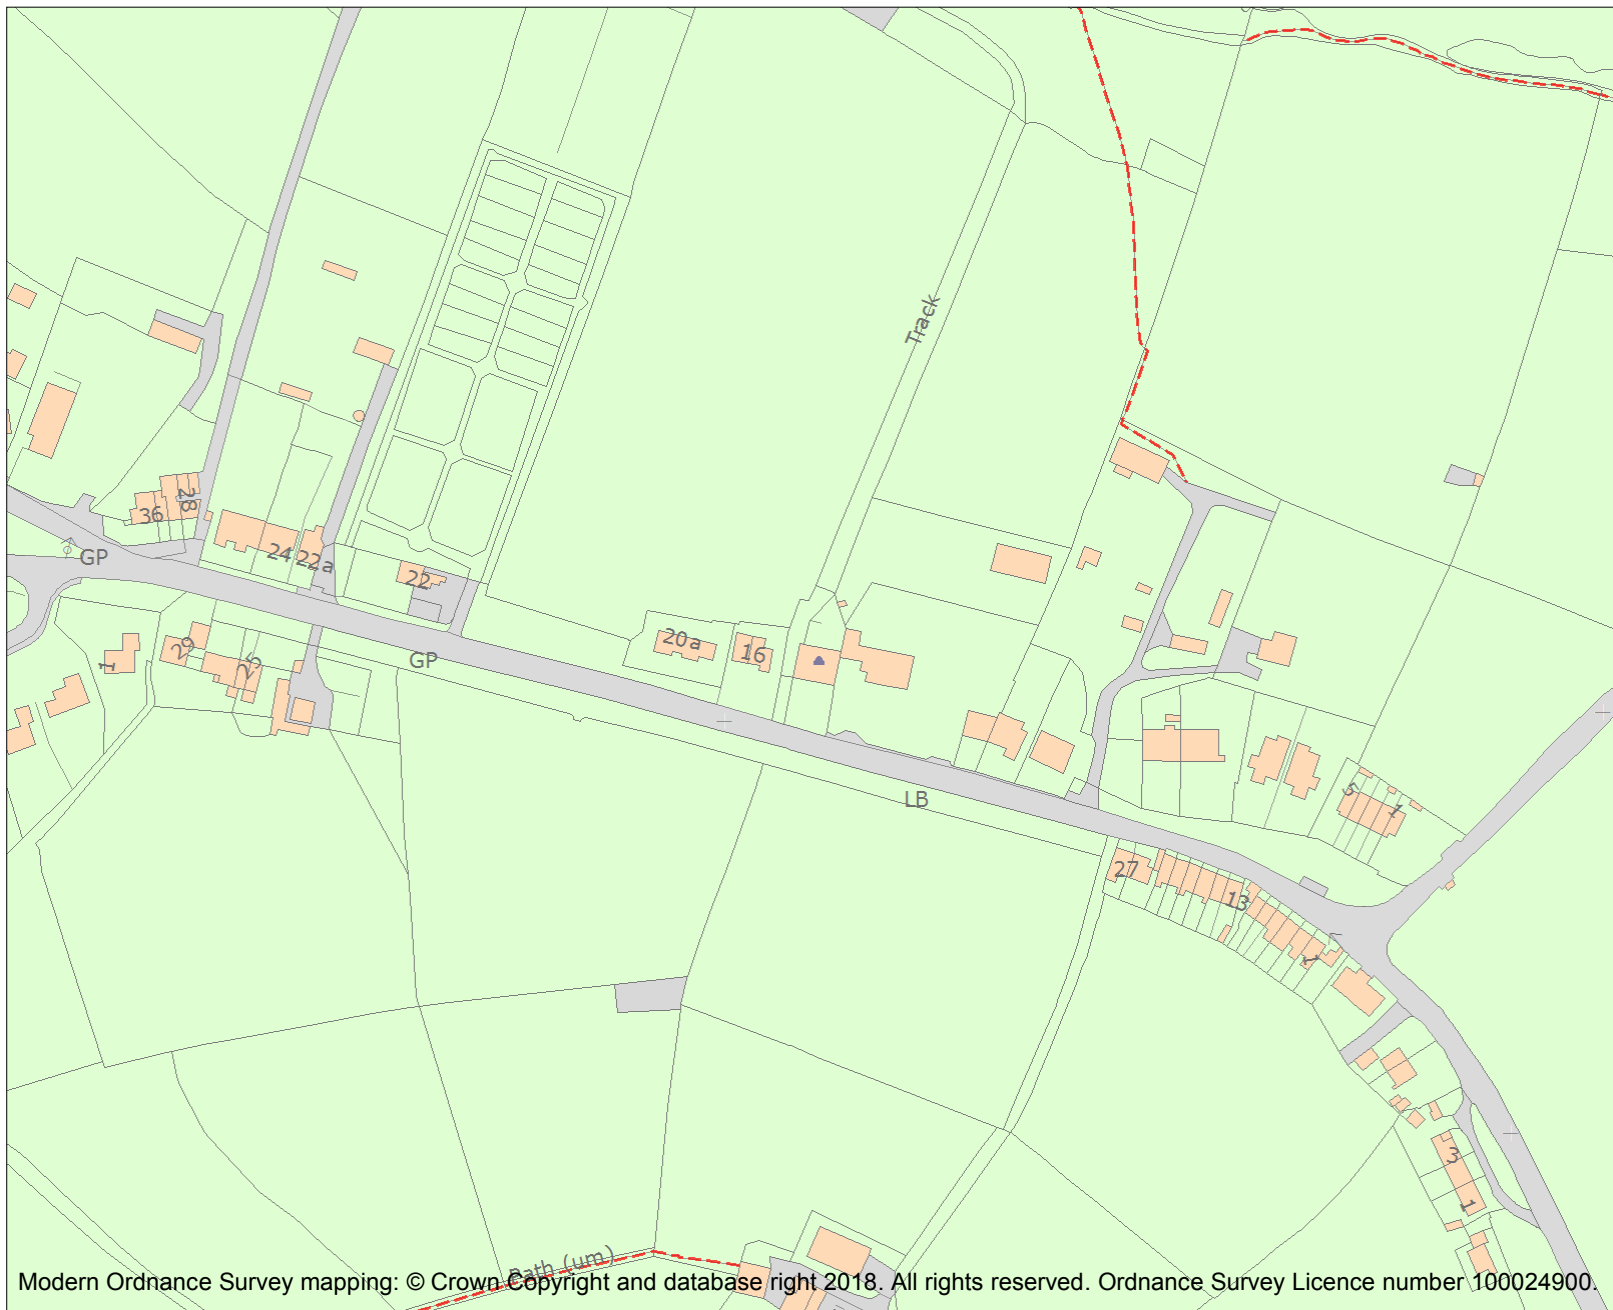 Track
28
36
24
22a
GP
22
20a
16
29
1
25
GP
LB
5
1
27
13
1
3
1
Path (um)
Modern Ordnance Survey mapping: © Crown Copyright and database right 2018. All rights reserved. Ordnance Survey Licence number 100024900.